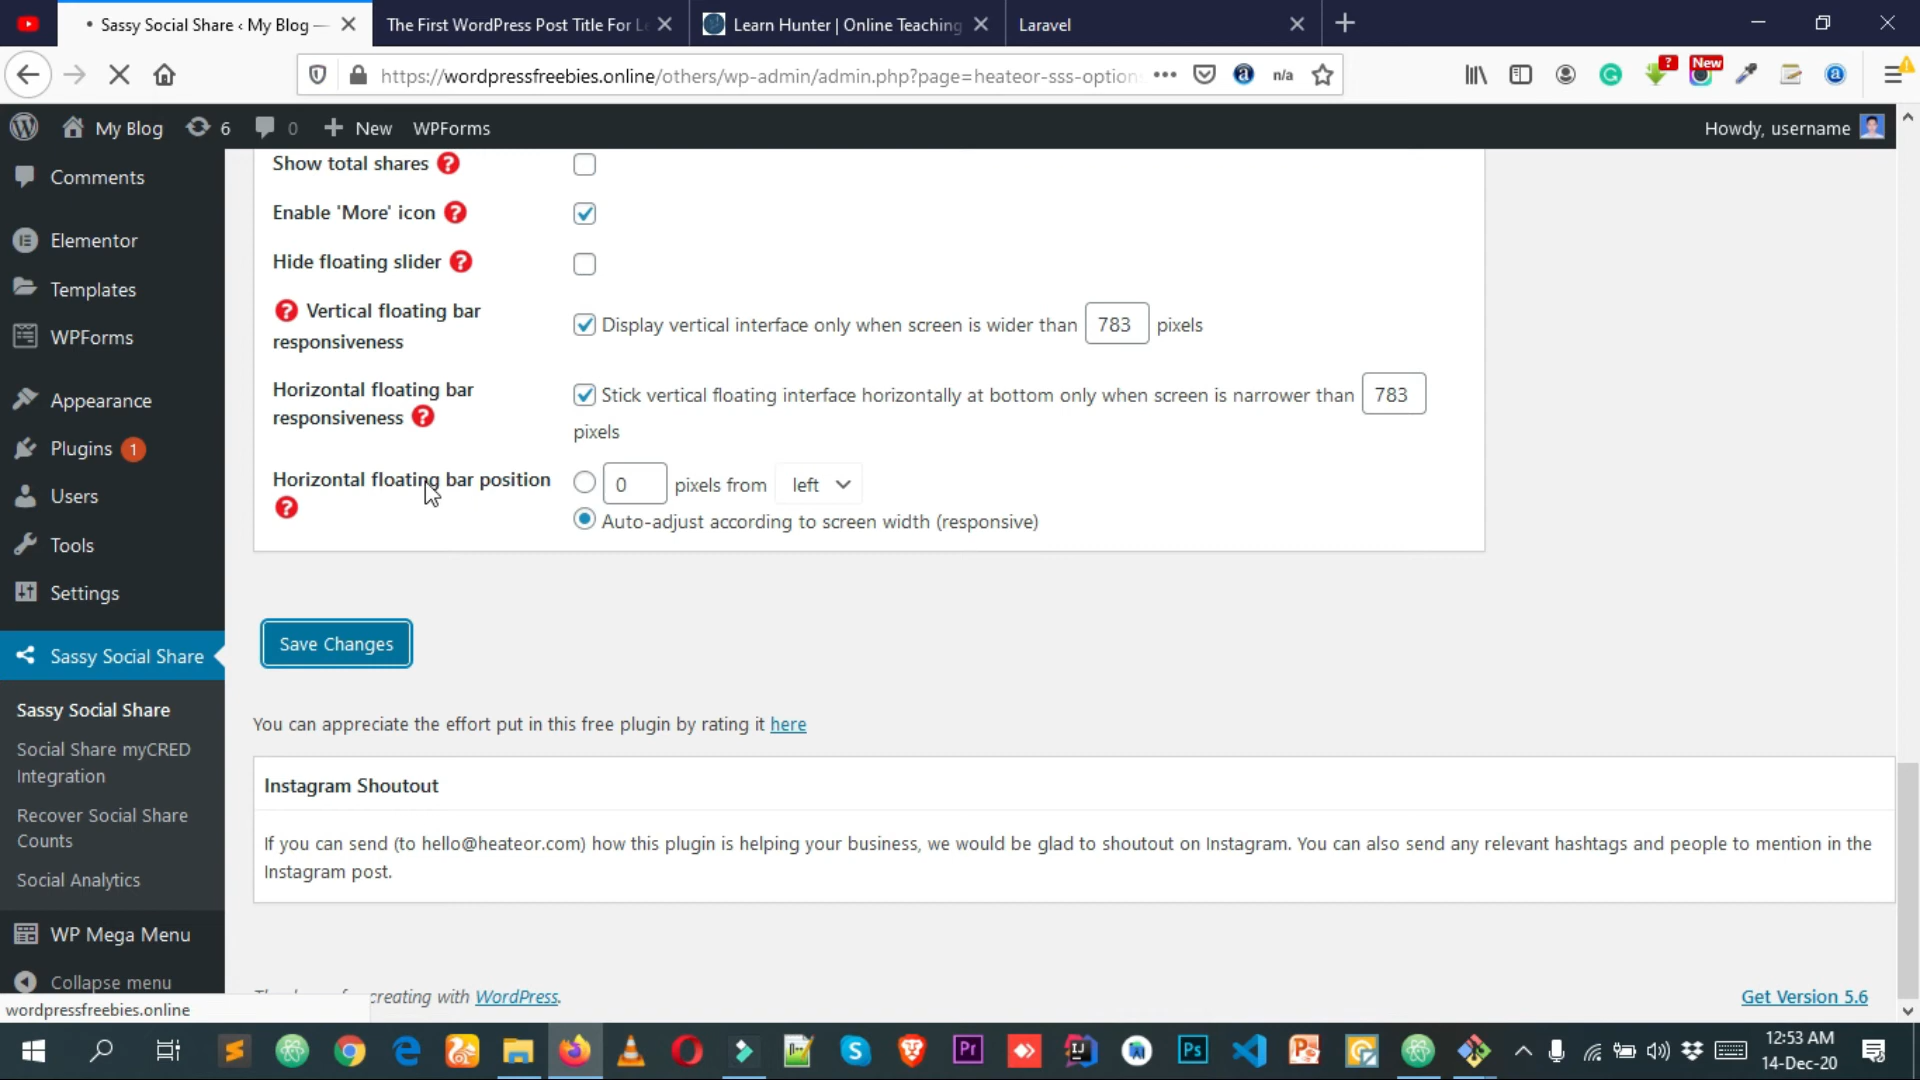 Sassy Social Share ‹ My Blog —
The First WordPress Post Title For Le
Learn Hunter | Online Teaching
Laravel
https://wordpressfreebies.online/others/wp-admin/admin.php?page=heateor-sss-option
n/a
?
New
My Blog
6
0
New
WPForms
Howdy, username
Comments
Elementor
Templates
WPForms
Appearance
Plugins 1
Users
Tools
Settings
Sassy Social Share
Sassy Social Share
Social Share myCRED
Integration
Recover Social Share
Counts
Social Analytics
WP Mega Menu
Collapse menu
Show total shares ?
Enable 'More' icon ?
Hide floating slider ?
? Vertical floating bar
responsiveness
Display vertical interface only when screen is wider than 783 pixels
Horizontal floating bar
responsiveness ?
Stick vertical floating interface horizontally at bottom only when screen is narrower than 783
pixels
Horizontal floating bar position
?
0 pixels from left
Auto-adjust according to screen width (responsive)
Save Changes
You can appreciate the effort put in this free plugin by rating it here
Instagram Shoutout
If you can send (to hello@heateor.com) how this plugin is helping your business, we would be glad to shoutout on Instagram. You can also send any relevant hashtags and people to mention in the
Instagram post.
creating with WordPress.
Get Version 5.6
wordpressfreebies.online
12:53 AM
14-Dec-20